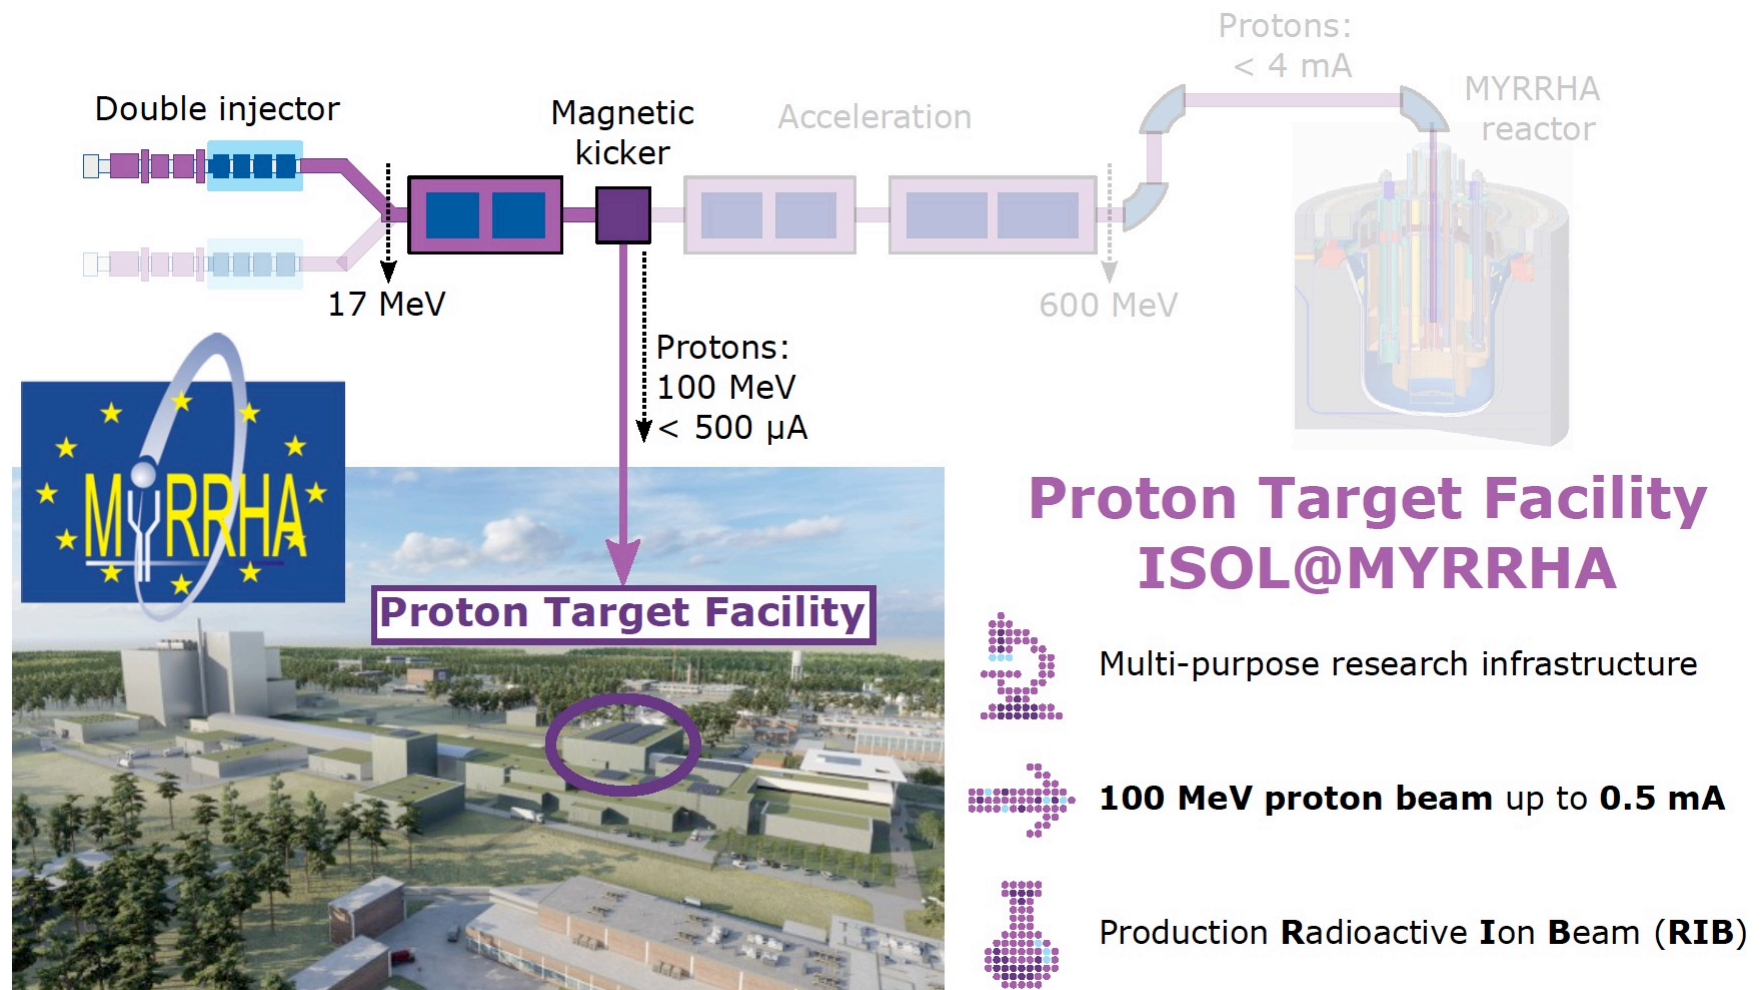 Protons:
< 4 mA
MYRRHA
reactor
Double injector
Magnetic
kicker
Acceleration
17 MeV
600 MeV
Protons:
100 MeV
< 500 µA
MYRRHA
Proton Target Facility
Proton Target Facility
ISOL@MYRRHA
Multi-purpose research infrastructure
100 MeV proton beam up to 0.5 mA
Production Radioactive Ion Beam (RIB)